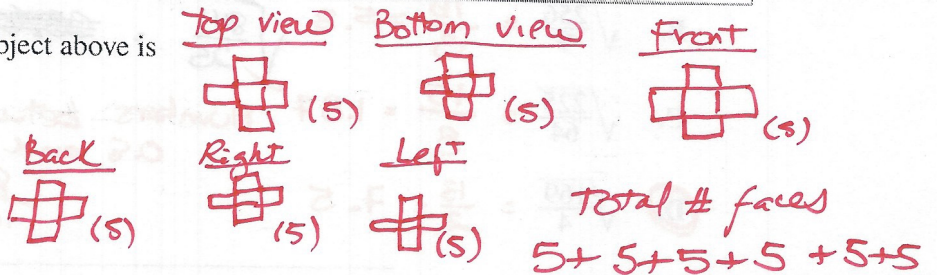 object above is
Top view Bottom view Front
(5) (5) (5)
Back Right Left
(5) (5) (5)
Total # faces
5+ 5+5+5 +5+5